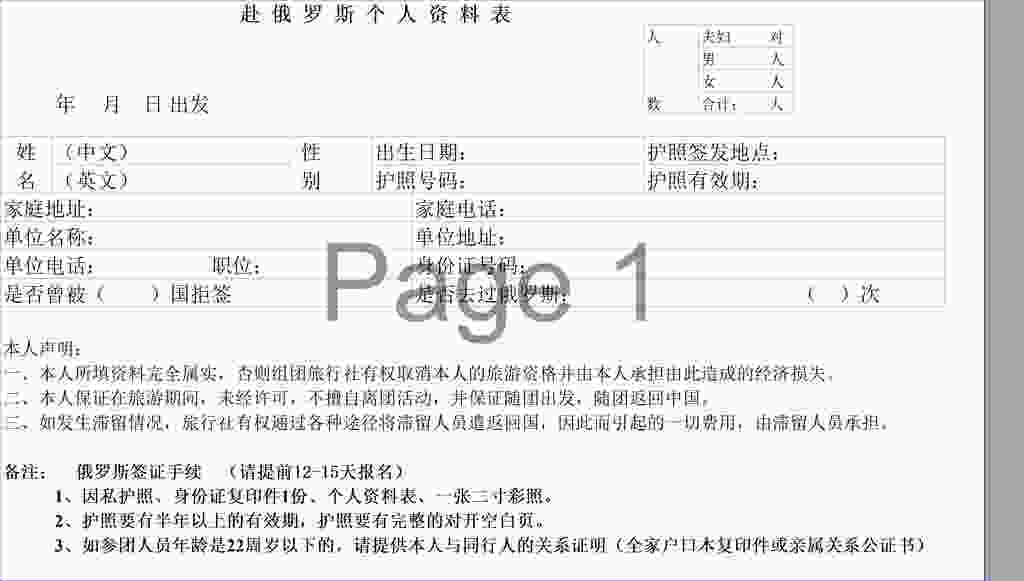 赴俄罗斯个人资料表
人 夫妇 对
男 人
女 人
数 合计: 人
年 月 日出发
姓 (中文) 性 出生日期: 护照签发地点:
名 (英文) 别 护照号码: 护照有效期:
家庭地址: 家庭电话:
单位名称: 单位地址:
单位电话: 职位: 身份证号码:
是否曾被( )国拒签 是否去过俄罗斯: ( )次
Page 1
本人声明:
一、本人所填资料完全属实，否则组团旅行社有权取消本人的旅游资格并由本人承担由此造成的经济损失。
二、本人保证在旅游期间，未经许可，不擅自离团活动，并保证随团出发，随团返回中国。
三、如发生滞留情况，旅行社有权通过各种途径将滞留人员遣返回国，因此而引起的一切费用，由滞留人员承担。
备注: 俄罗斯签证手续 (请提前12-15天报名)
1、因私护照、身份证复印件1份、个人资料表、一张二寸彩照。
2、护照要有半年以上的有效期，护照要有完整的对开空白页。
3、如参团人员年龄是22周岁以下的，请提供本人与同行人的关系证明（全家户口本复印件或亲属关系公证书）